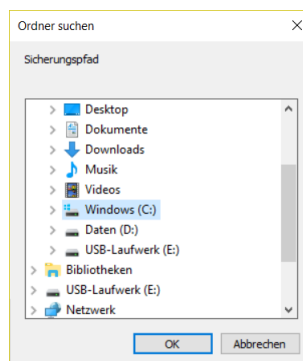 Ordner suchen
Sicherungspfad
Desktop
Dokumente
Downloads
Musik
Videos
Windows (C:)
Daten (D:)
USB-Laufwerk (E:)
Bibliotheken
USB-Laufwerk (E:)
Netzwerk
OK Abbrechen